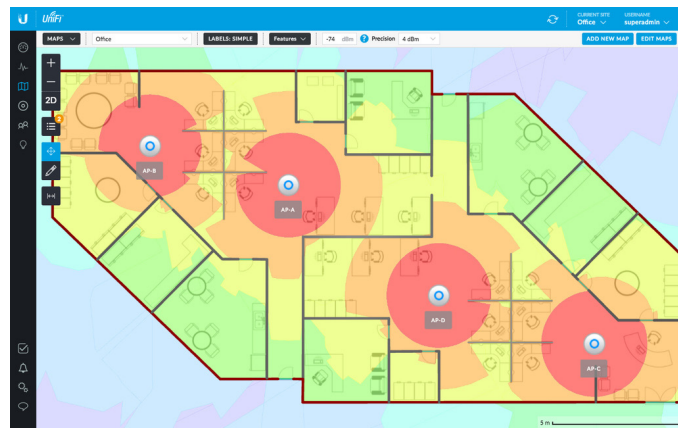 U UniFi CURRENT SITE USERNAME
Office superadmin
MAPS Office LABELS: SIMPLE Features -74 dBm ? Precision 4 dBm ADD NEW MAP EDIT MAPS
2D
2
AP-B
AP-A
AP-D
AP-C
5 m